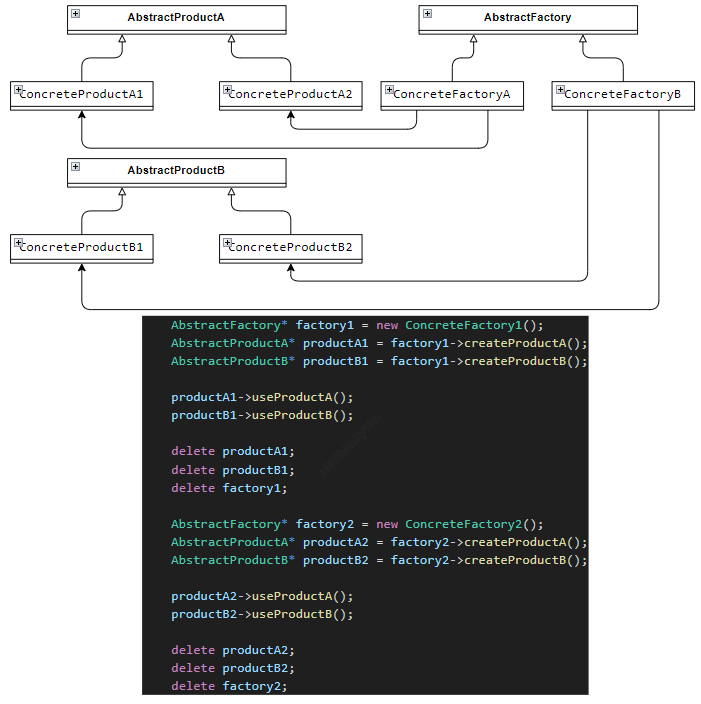 AbstractProductA
AbstractFactory
ConcreteProductA1
ConcreteProductA2
ConcreteFactoryA
ConcreteFactoryB
AbstractProductB
ConcreteProductB1
ConcreteProductB2
AbstractFactory* factory1 = new ConcreteFactory1();
AbstractProductA* productA1 = factory1->createProductA();
AbstractProductB* productB1 = factory1->createProductB();
productA1->useProductA();
productB1->useProductB();
delete productA1;
delete productB1;
delete factory1;
AbstractFactory* factory2 = new ConcreteFactory2();
AbstractProductA* productA2 = factory2->createProductA();
AbstractProductB* productB2 = factory2->createProductB();
productA2->useProductA();
productB2->useProductB();
delete productA2;
delete productB2;
delete factory2;